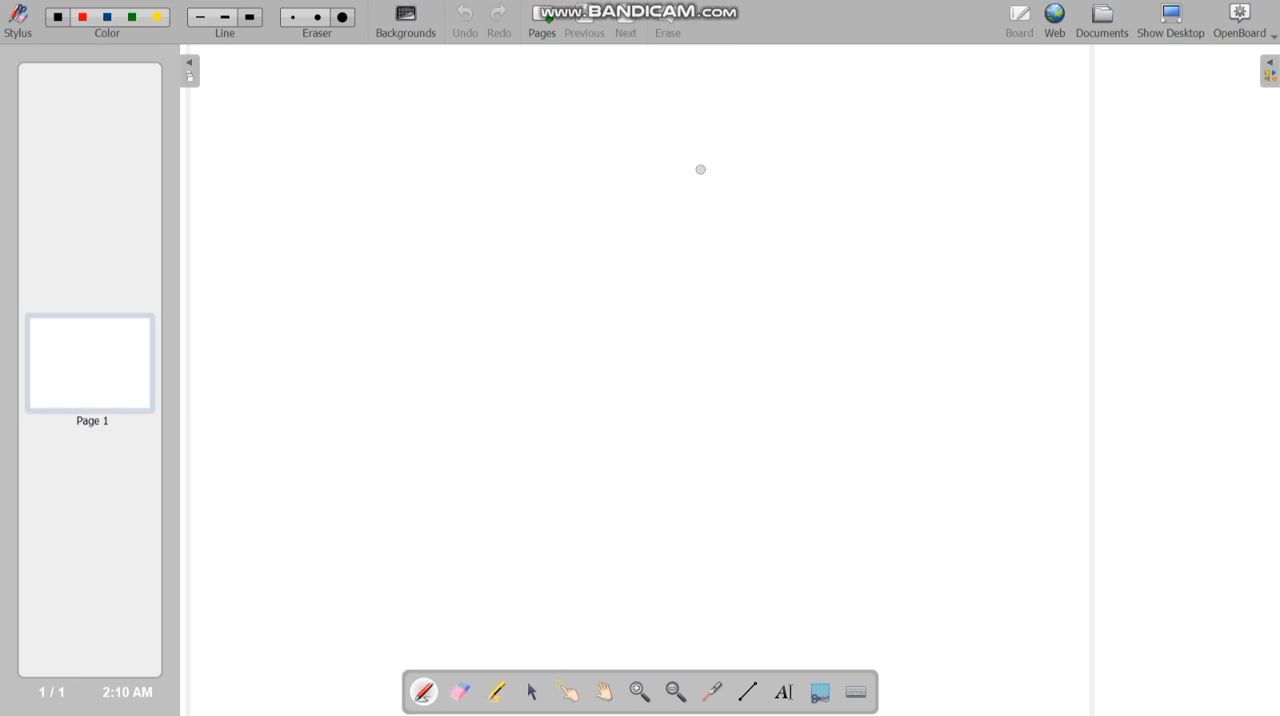 www.BANDICAM.com
Stylus Color Line Eraser Backgrounds Undo Redo Pages Previous Next Erase Board Web Documents Show Desktop OpenBoard
Page 1
1 / 1 2:10 AM